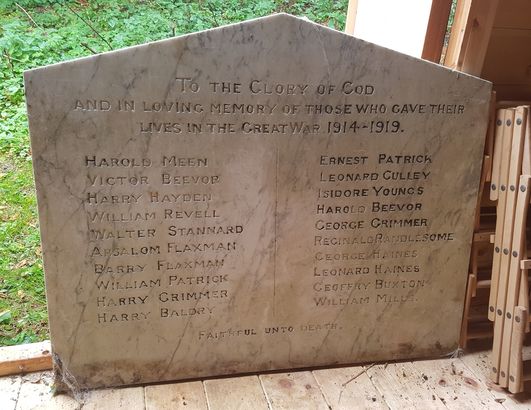 TO THE GLORY OF GOD
AND IN LOVING MEMORY OF THOSE WHO GAVE THEIR
LIVES IN THE GREAT WAR. 1914-1919.
HAROLD MEEN
VICTOR BEEVOR
HARRY HAYDEN
WILLIAM REVELL
WALTER STANNARD
ABSALOM FLAXMAN
BARRY FLAXMAN
WILLIAM PATRICK
HARRY GRIMMER
HARRY BALDRY
ERNEST PATRICK
LEONARD CULLEY
ISIDORE YOUNGS
HAROLD BEEVOR
GEORGE GRIMMER
REGINALD RANDLESOME
GEORGE HAINES
LEONARD HAINES
GEOFFRY BUXTON
WILLIAM MILLS.
FAITHFUL UNTO DEATH.